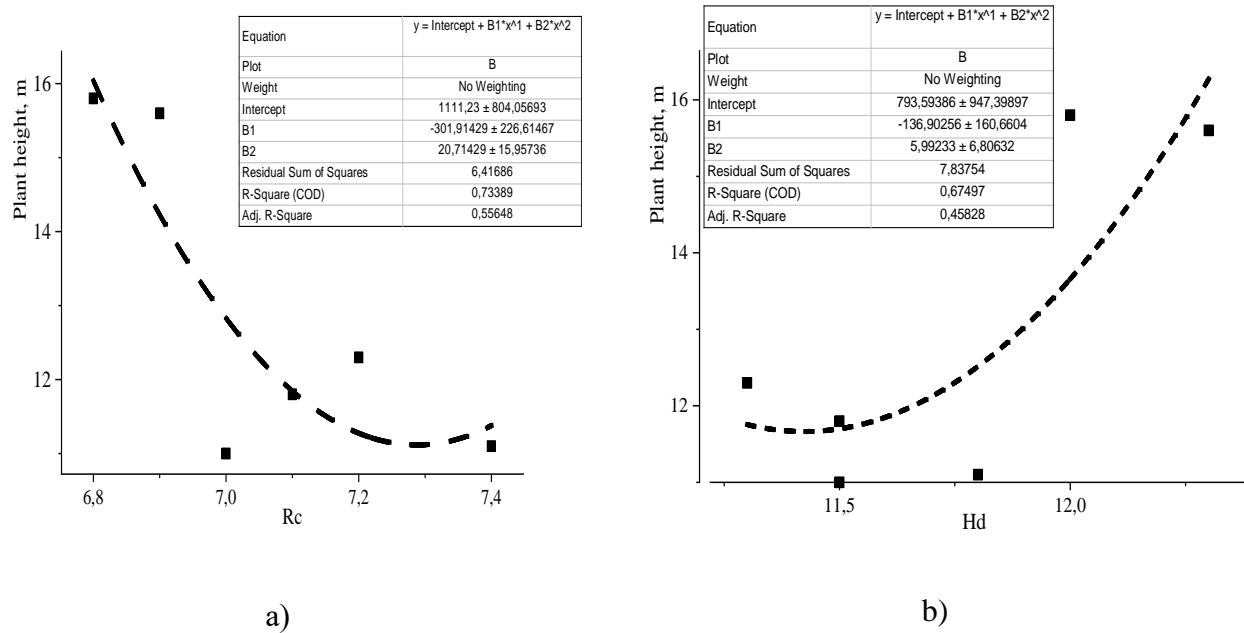 Equation y = Intercept + B1*x^1 + B2*x^2
Plot B
Weight No Weighting
Intercept 1111,23 ± 804,05693
B1 -301,91429 ± 226,61467
B2 20,71429 ± 15,95736
Residual Sum of Squares 6,41686
R-Square (COD) 0,73389
Adj. R-Square 0,55648
Plant height, m
16
14
12
6,8 7,0 7,2 7,4
Rc
a)
Equation y = Intercept + B1*x^1 + B2*x^2
Plot B
Weight No Weighting
Intercept 793,59386 ± 947,39897
B1 -136,90256 ± 160,6604
B2 5,99233 ± 6,80632
Residual Sum of Squares 7,83754
R-Square (COD) 0,67497
Adj. R-Square 0,45828
Plant height, m
16
14
12
11,5 12,0
Hd
b)